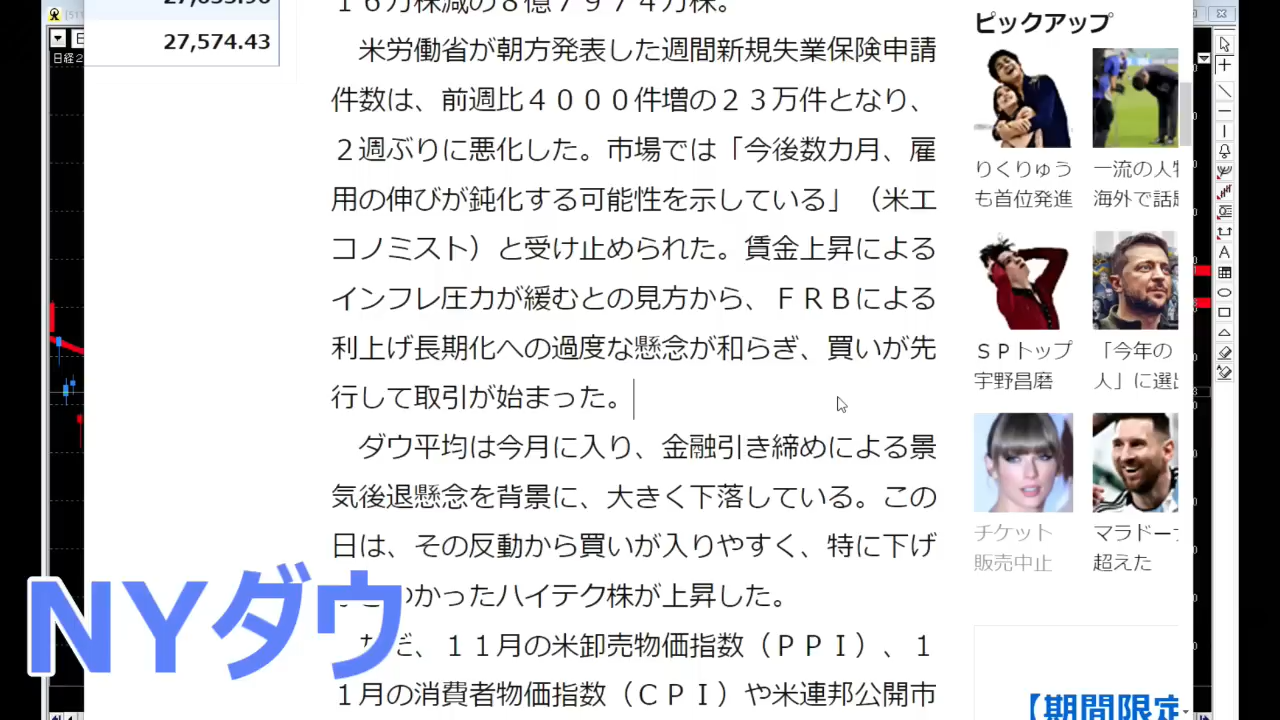 27,574.43
日経2
米労働省が朝方発表した週間新規失業保険申請
件数は、前週比４０００件増の２３万件となり、
２週ぶりに悪化した。市場では「今後数カ月、雇
用の伸びが鈍化する可能性を示している」（米エ
コノミスト）と受け止められた。賃金上昇による
インフレ圧力が緩むとの見方から、ＦＲＢによる
利上げ長期化への過度な懸念が和らぎ、買いが先
行して取引が始まった。
ダウ平均は今月に入り、金融引き締めによる景
気後退懸念を背景に、大きく下落している。この
日は、その反動から買いが入りやすく、特に下げ
かったハイテク株が上昇した。
だ、１１月の米卸売物価指数（ＰＰＩ）、１
１月の消費者物価指数（ＣＰＩ）や米連邦公開市
NYダウ
ピックアップ
りくりゅう
も首位発進
一流の人
海外で話
ＳＰトップ
宇野昌磨
「今年の
人」に選
チケット
販売中止
マラドー
超えた
【期間限定